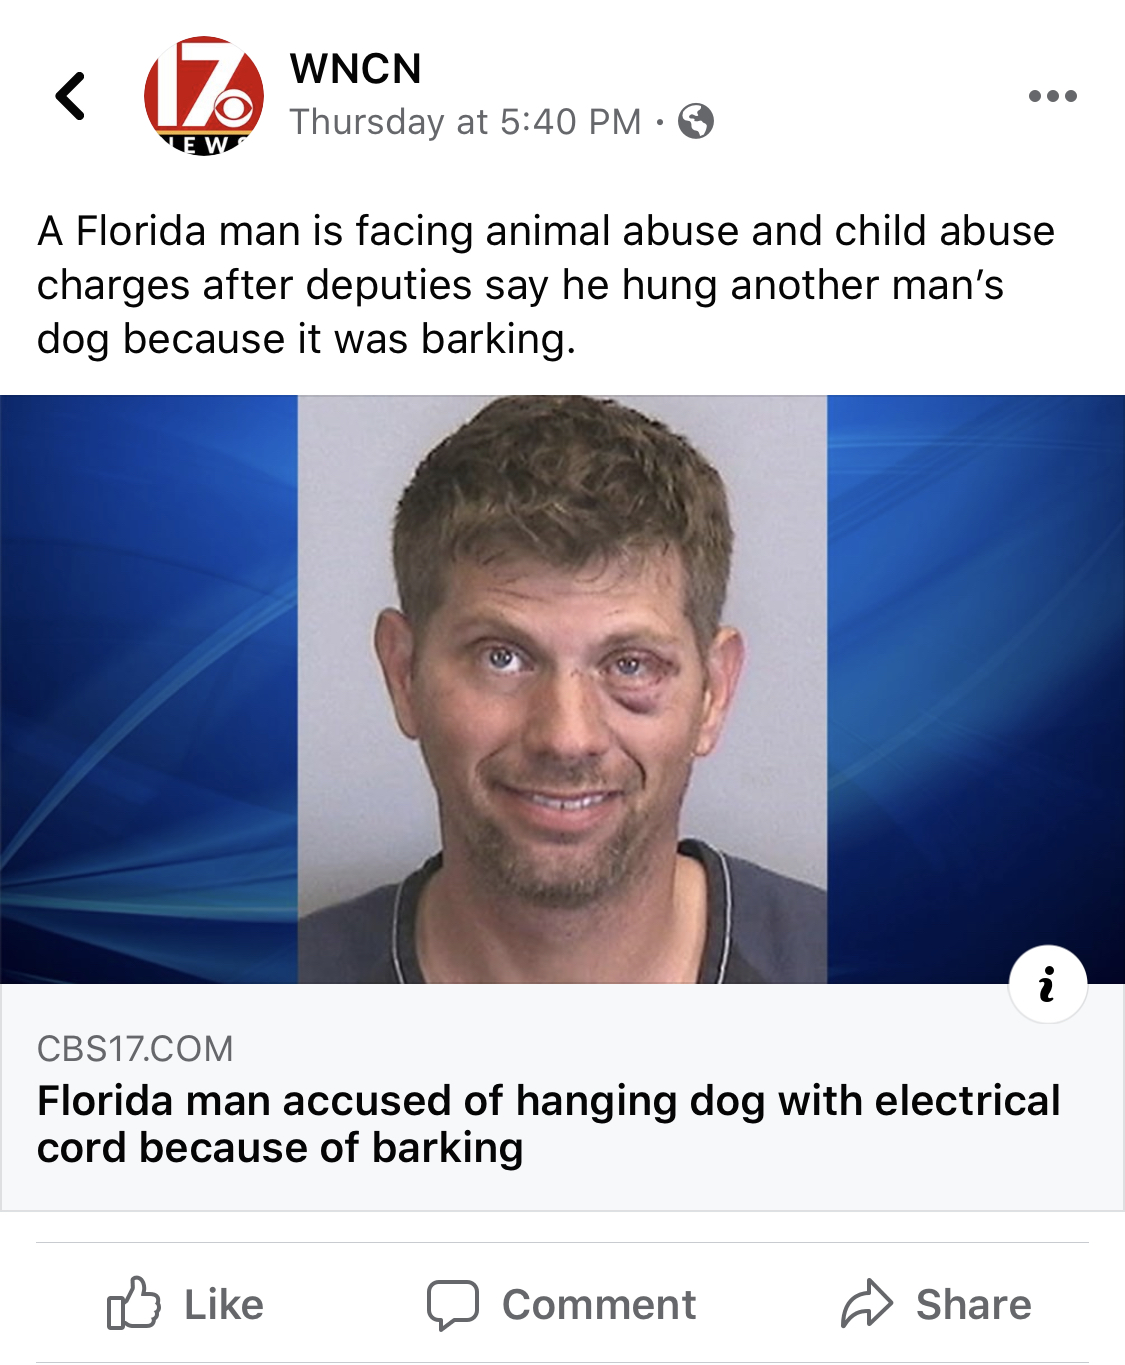 17
NEWS
WNCN
Thursday at 5:40 PM ·
A Florida man is facing animal abuse and child abuse
charges after deputies say he hung another man's
dog because it was barking.
i
CBS17.COM
Florida man accused of hanging dog with electrical
cord because of barking
Like Comment Share